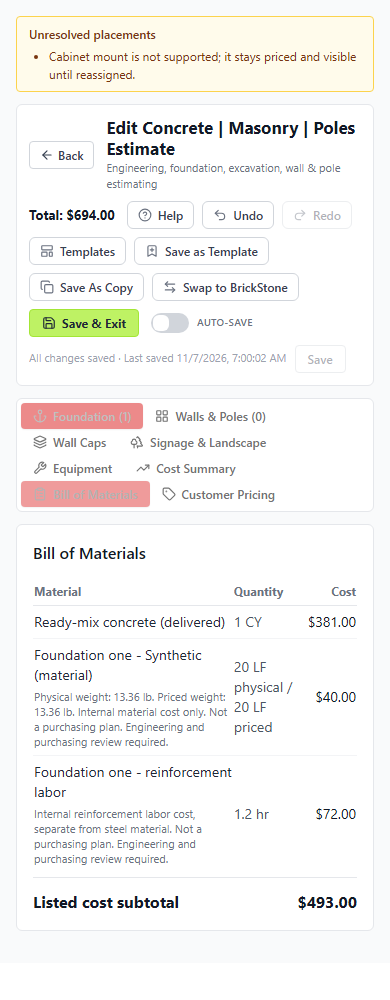 Unresolved placements
• Cabinet mount is not supported; it stays priced and visible
until reassigned.
Back
Edit Concrete | Masonry | Poles
Estimate
Engineering, foundation, excavation, wall & pole
estimating
Total: $694.00
Help
Undo
Redo
Templates
Save as Template
Save As Copy
Swap to BrickStone
Save & Exit
AUTO-SAVE
All changes saved · Last saved 11/7/2026, 7:00:02 AM
Save
Foundation (1)
Walls & Poles (0)
Wall Caps
Signage & Landscape
Equipment
Cost Summary
Bill of Materials
Customer Pricing
Bill of Materials
Material Quantity Cost
Ready-mix concrete (delivered) 1 CY $381.00
Foundation one - Synthetic
(material)
Physical weight: 13.36 lb. Priced weight:
13.36 lb. Internal material cost only. Not
a purchasing plan. Engineering and
purchasing review required.
20 LF
physical /
20 LF
priced
$40.00
Foundation one - reinforcement
labor
Internal reinforcement labor cost,
separate from steel material. Not a
purchasing plan. Engineering and
purchasing review required.
1.2 hr
$72.00
Listed cost subtotal $493.00